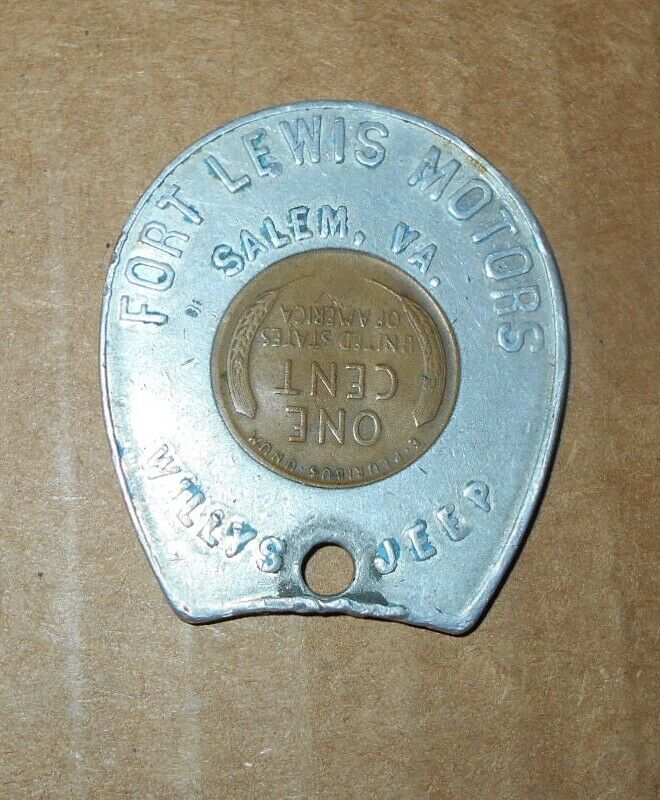 FORT LEWIS MOTORS
SALEM, VA.
E·PLURIBUS·UNUM
ONE
CENT
UNITED STATES
OF AMERICA
WILLYS JEEP